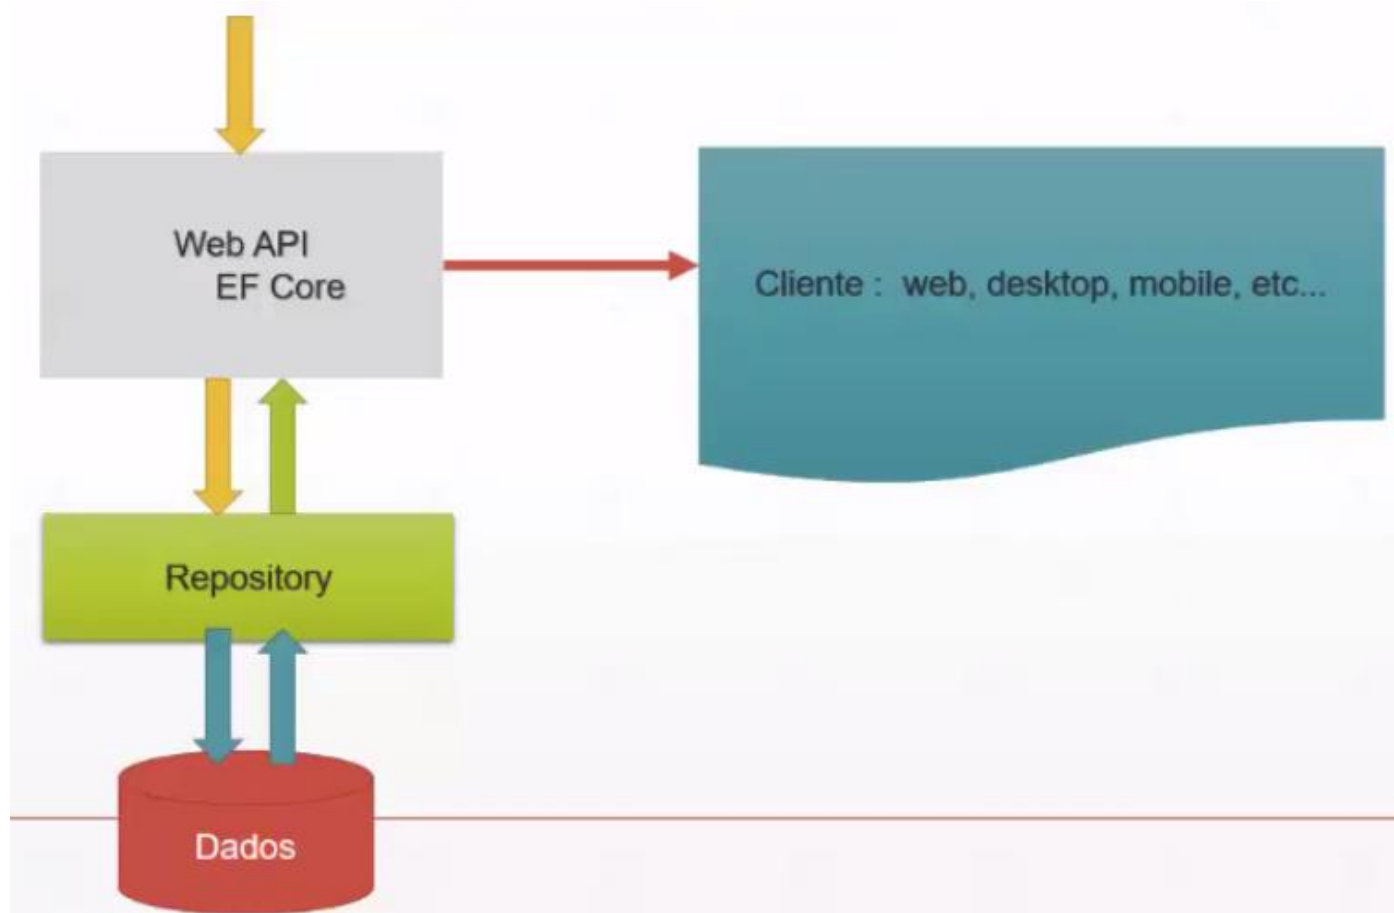 Web API
EF Core
Cliente :  web, desktop, mobile, etc...
Repository
Dados